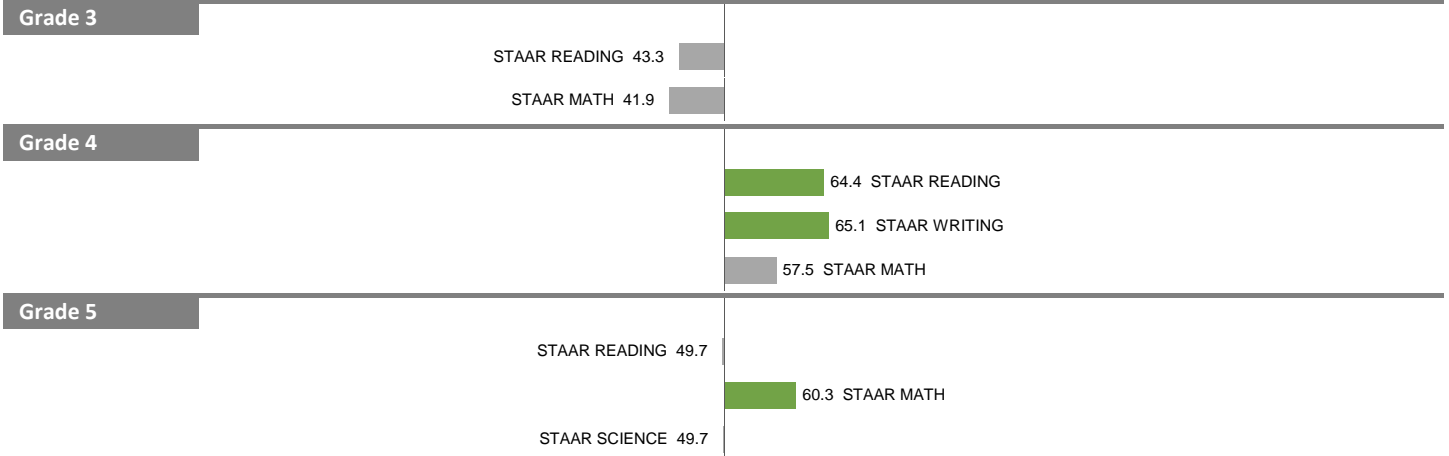 Grade 3
STAAR READING 43.3
STAAR MATH 41.9
Grade 4
64.4 STAAR READING
65.1 STAAR WRITING
57.5 STAAR MATH
Grade 5
STAAR READING 49.7
60.3 STAAR MATH
STAAR SCIENCE 49.7